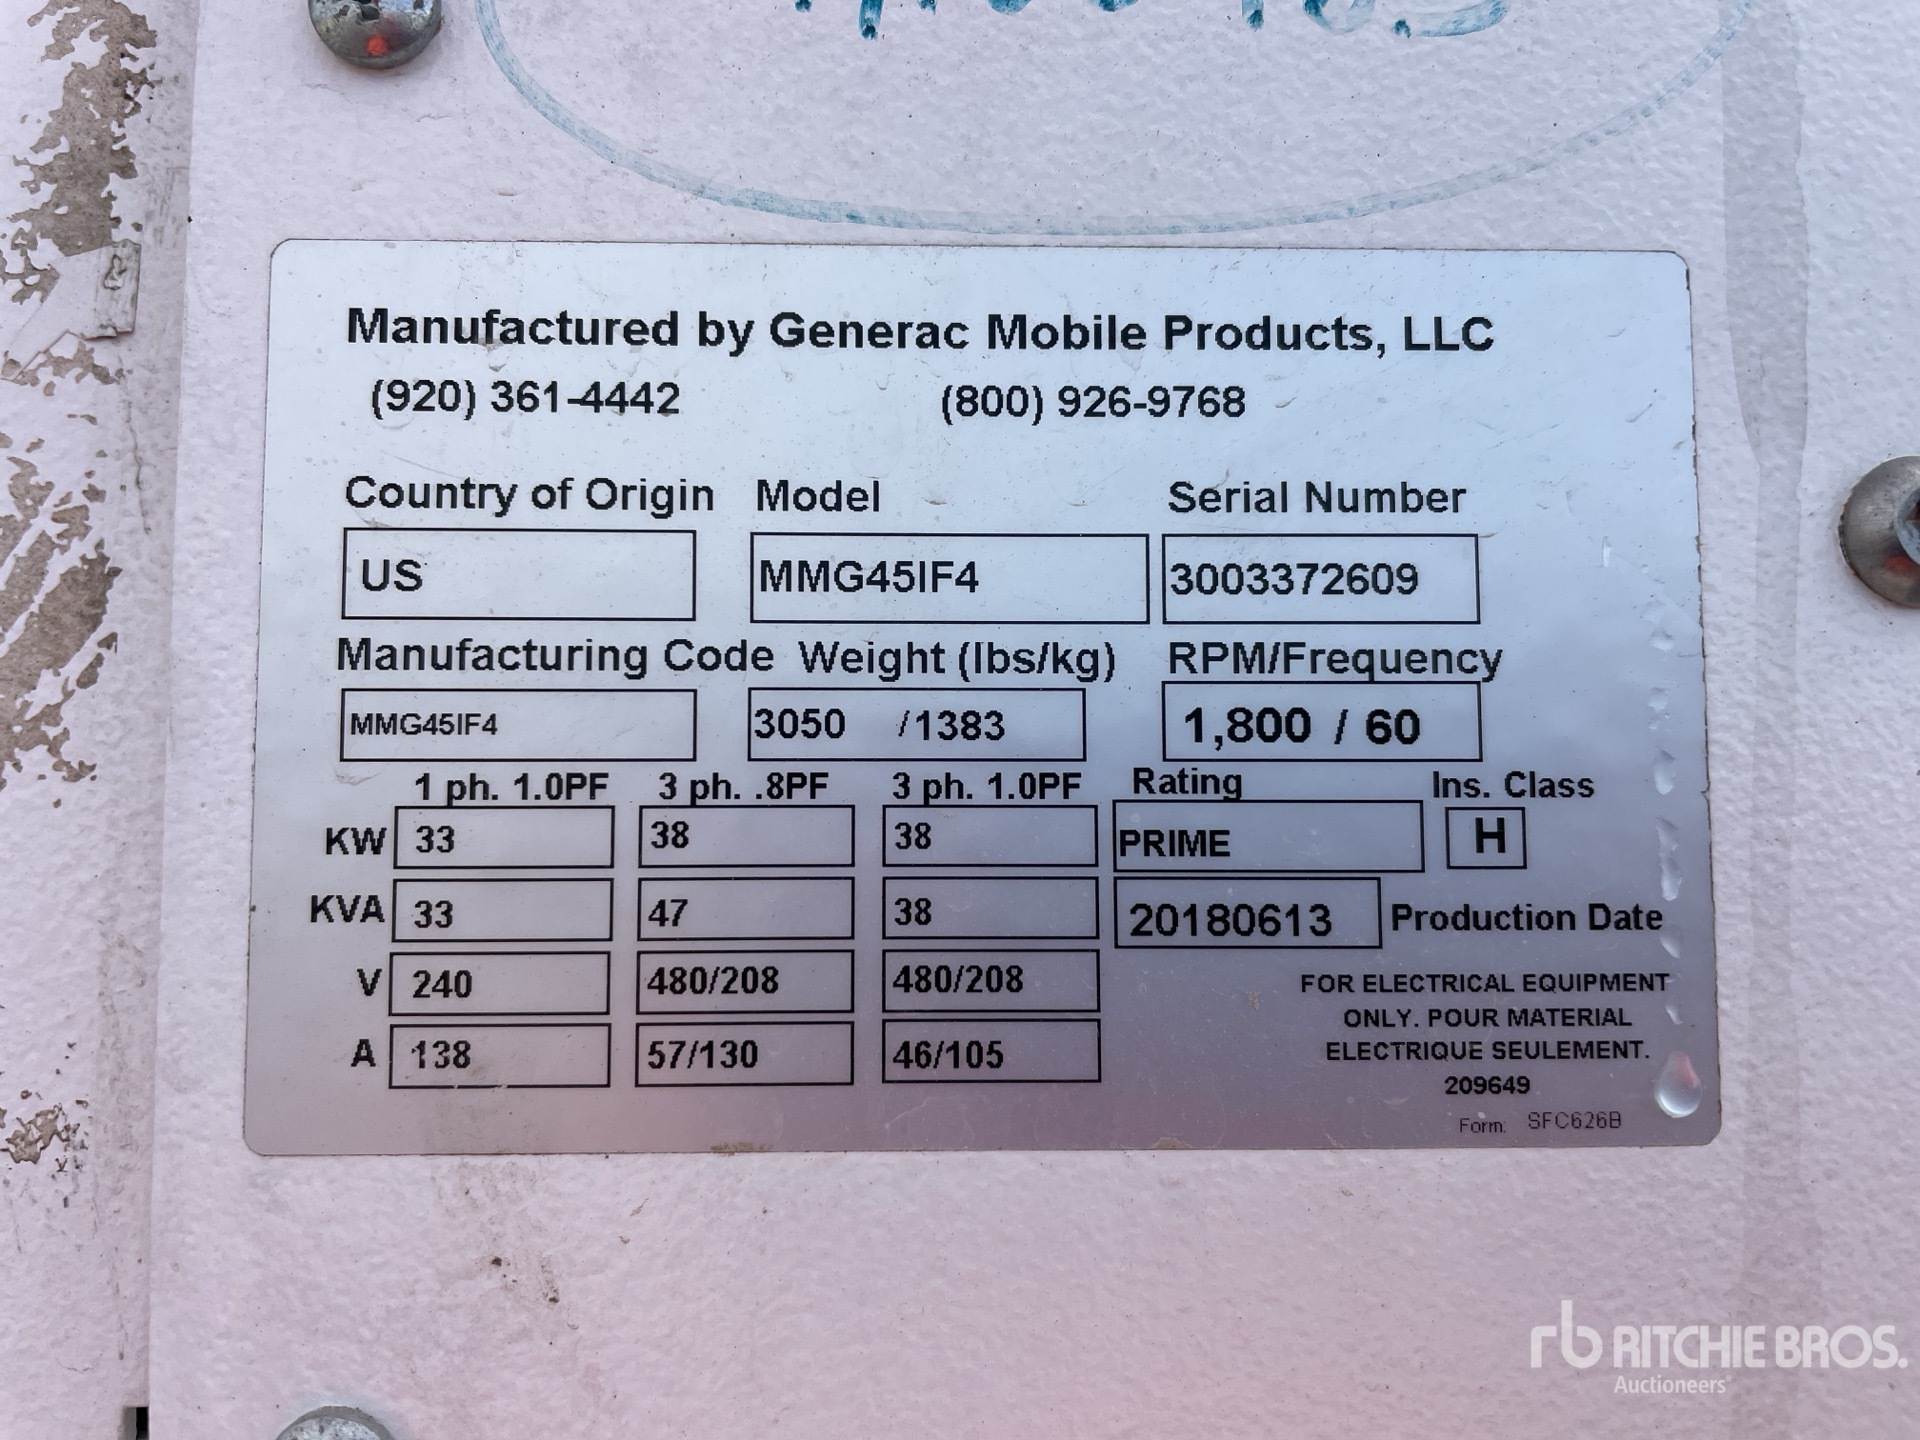 Manufactured by Generac Mobile Products, LLC
(920) 361-4442 (800) 926-9768
Country of Origin Model Serial Number
US MMG45IF4 3003372609
Manufacturing Code Weight (lbs/kg) RPM/Frequency
MMG45IF4 3050 /1383 1,800 / 60
1 ph. 1.0PF 3 ph. .8PF 3 ph. 1.0PF Rating Ins. Class
KW 33 38 38 PRIME H
KVA 33 47 38 20180613 Production Date
V 240 480/208 480/208
A 138 57/130 46/105
FOR ELECTRICAL EQUIPMENT
ONLY. POUR MATERIAL
ELECTRIQUE SEULEMENT.
209649
Form: SFC626B
rb RITCHIE BROS.
Auctioneers